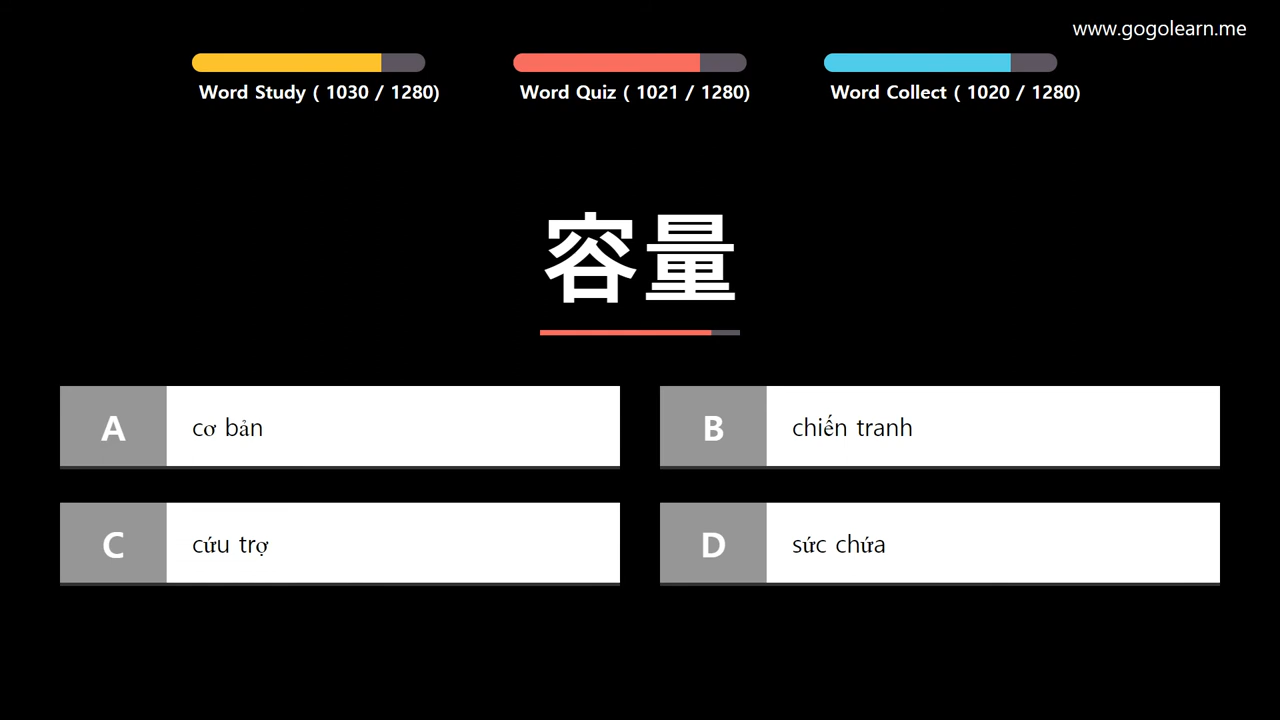 www.gogolearn.me
Word Study ( 1030 / 1280)
Word Quiz ( 1021 / 1280)
Word Collect ( 1020 / 1280)
容量
A cơ bản
B chiến tranh
C cứu trợ
D sức chứa